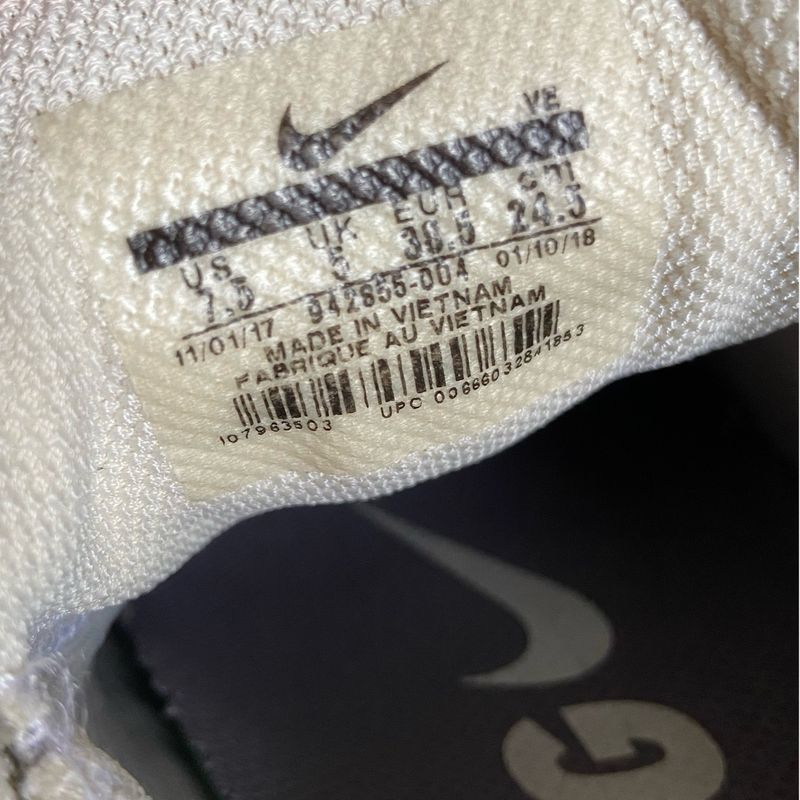 VE
US UK EUR cm
7.5 5 38.5 24.5
11/01/17 942855-004 01/10/18
MADE IN VIETNAM
FABRIQUE AU VIETNAM
107963503 UPC 00666032841853
G